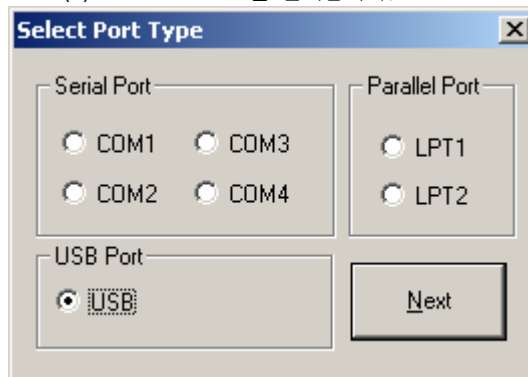 Select Port Type
Serial Port
Parallel Port
COM1 COM3
LPT1
COM2 COM4
LPT2
USB Port
USB
Next